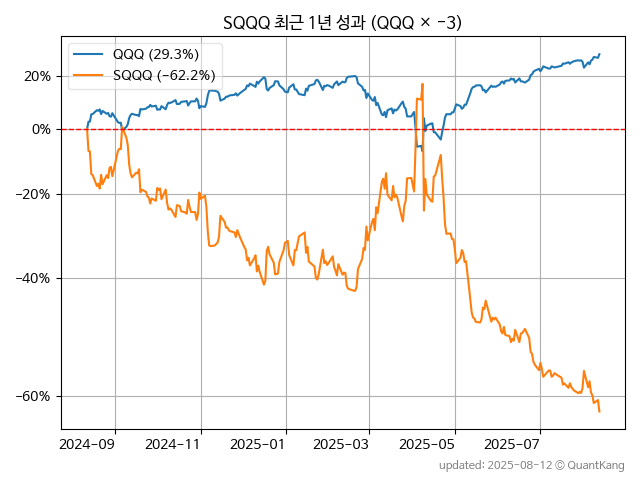 SQQQ 최근 1년 성과 (QQQ × −3)
QQQ (29.3%)
SQQQ (−62.2%)
20%
0%
−20%
−40%
−60%
2024−09
2024−11
2025−01
2025−03
2025−05
2025−07
updated: 2025-08-12 © QuantKang